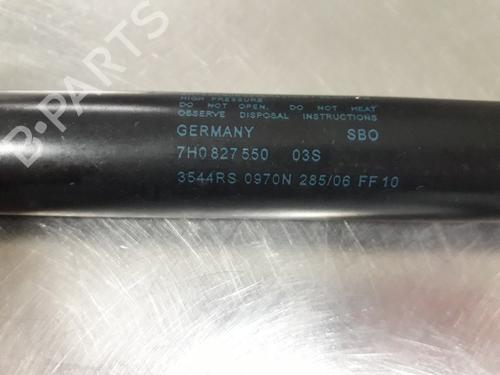 HIGH PRESSURE
DO NOT OPEN, DO NOT HEAT
OBSERVE DISPOSAL INSTRUCTIONS
GERMANY SBO
7H0 827 550 03S
3544RS 0970N 285/06 FF10
B-PARTS